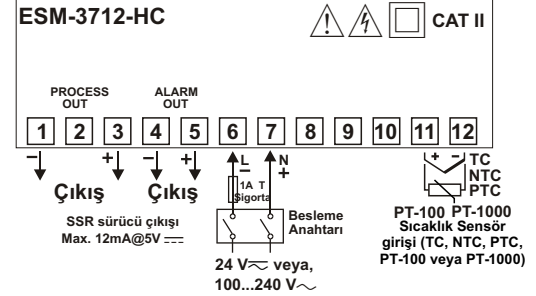 ESM-3712-HC
CAT II
PROCESS OUT
ALARM OUT
1 2 3 4 5 6 7 8 9 10 11 12
– + – + L – N + + – TC
NTC
PTC
Çıkış Çıkış
1A T
Sigorta
SSR sürücü çıkışı
Max. 12mA@5V
Besleme
Anahtarı
24 V veya,
100...240 V
PT-100 PT-1000
Sıcaklık Sensör
girişi (TC, NTC, PTC,
PT-100 veya PT-1000)